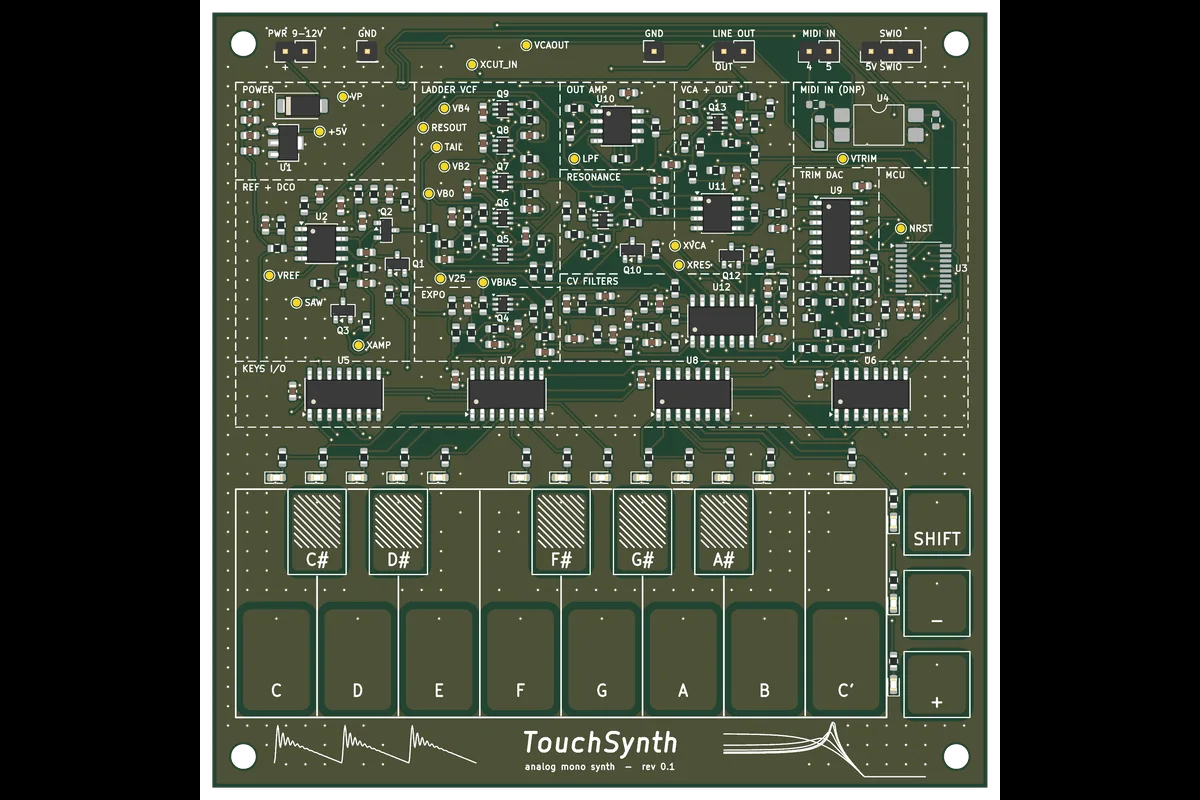 PWR 9-12V
GND
GND
LINE OUT
MIDI IN
SWIO
+ -
OUT -
4 5
5V SWIO -
VCAOUT
XCUT_IN
POWER
LADDER VCF
OUT AMP
VCA + OUT
MIDI IN (DNP)
VP
+5V
U1
VB4
RESOUT
TAIL
VB2
VB0
Q9
Q8
Q7
Q6
Q5
U10
LPF
Q13
U4
VTRIM
REF + DCO
RESONANCE
TRIM DAC
MCU
U2
Q2
Q1
VREF
SAW
Q3
XAMP
V25
VBIAS
EXPO
Q4
Q10
U11
XVCA
XRES
Q12
CV FILTERS
U12
U9
NRST
U3
KEYS I/O
U5
U7
U8
U6
C# D# F# G# A#
SHIFT
-
+
C D E F G A B C′
TouchSynth
analog mono synth — rev 0.1